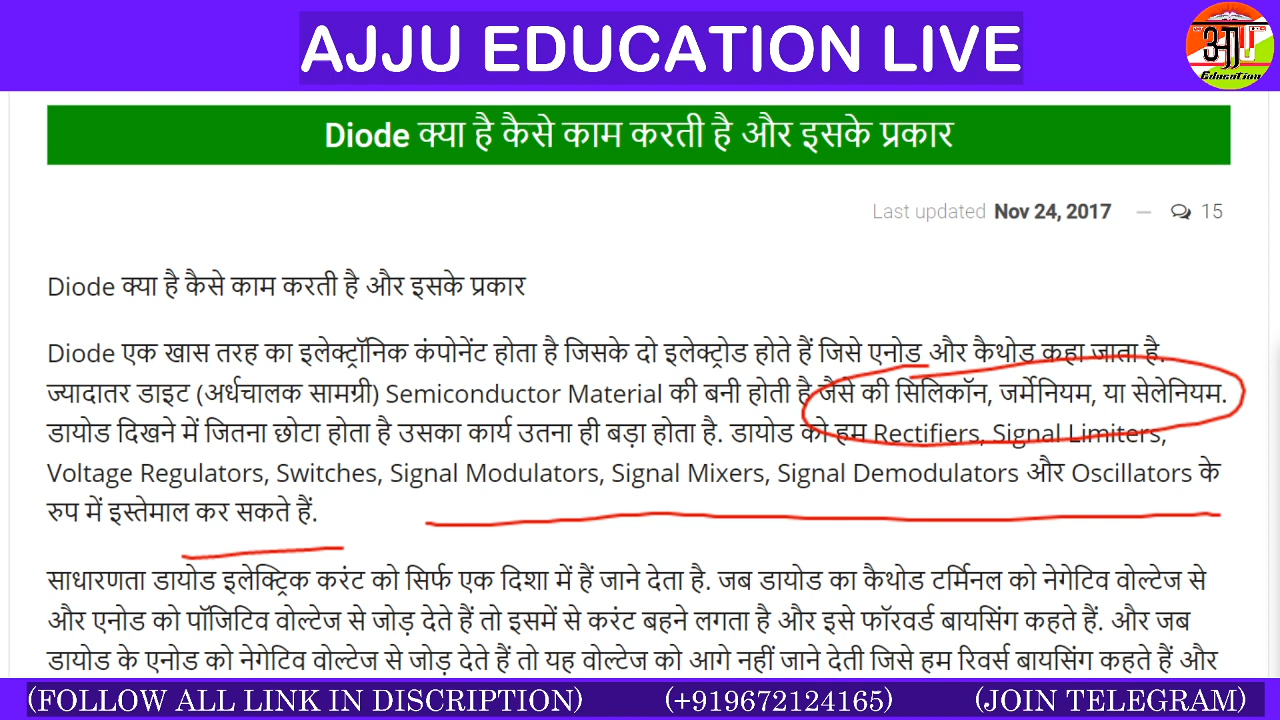 AJJU EDUCATION LIVE
अAJJU
Education
Diode क्या है कैसे काम करती है और इसके प्रकार
Last updated Nov 24, 2017 — 15
Diode क्या है कैसे काम करती है और इसके प्रकार
Diode एक खास तरह का इलेक्ट्रॉनिक कंपोनेंट होता है जिसके दो इलेक्ट्रोड होते हैं जिसे एनोड और कैथोड कहा जाता है.
ज्यादातर डाइट (अर्धचालक सामग्री) Semiconductor Material की बनी होती है जैसे की सिलिकॉन, जर्मेनियम, या सेलेनियम.
डायोड दिखने में जितना छोटा होता है उसका कार्य उतना ही बड़ा होता है. डायोड को हम Rectifiers, Signal Limiters,
Voltage Regulators, Switches, Signal Modulators, Signal Mixers, Signal Demodulators और Oscillators के
रुप में इस्तेमाल कर सकते हैं.
साधारणता डायोड इलेक्ट्रिक करंट को सिर्फ एक दिशा में हैं जाने देता है. जब डायोड का कैथोड टर्मिनल को नेगेटिव वोल्टेज से
और एनोड को पॉजिटिव वोल्टेज से जोड़ देते हैं तो इसमें से करंट बहने लगता है और इसे फॉरवर्ड बायसिंग कहते हैं. और जब
डायोड के एनोड को नेगेटिव वोल्टेज से जोड़ देते हैं तो यह वोल्टेज को आगे नहीं जाने देती जिसे हम रिवर्स बायसिंग कहते हैं और
(FOLLOW ALL LINK IN DISCRIPTION) (+919672124165) (JOIN TELEGRAM)